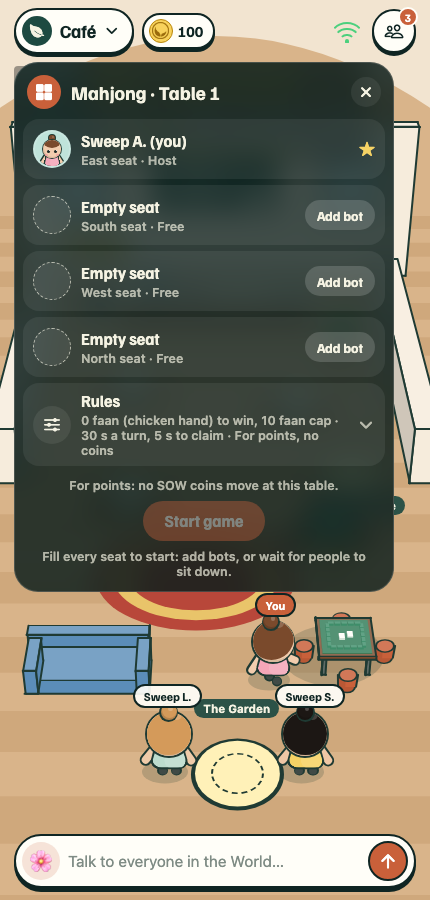 Café
100
3
Mahjong · Table 1
Sweep A. (you)
East seat · Host
Empty seat
South seat · Free
Add bot
Empty seat
West seat · Free
Add bot
Empty seat
North seat · Free
Add bot
Rules
0 faan (chicken hand) to win, 10 faan cap ·
30 s a turn, 5 s to claim · For points, no
coins
For points: no SOW coins move at this table.
Start game
Fill every seat to start: add bots, or wait for people to
sit down.
You
Sweep L.
Sweep S.
The Garden
Talk to everyone in the World...